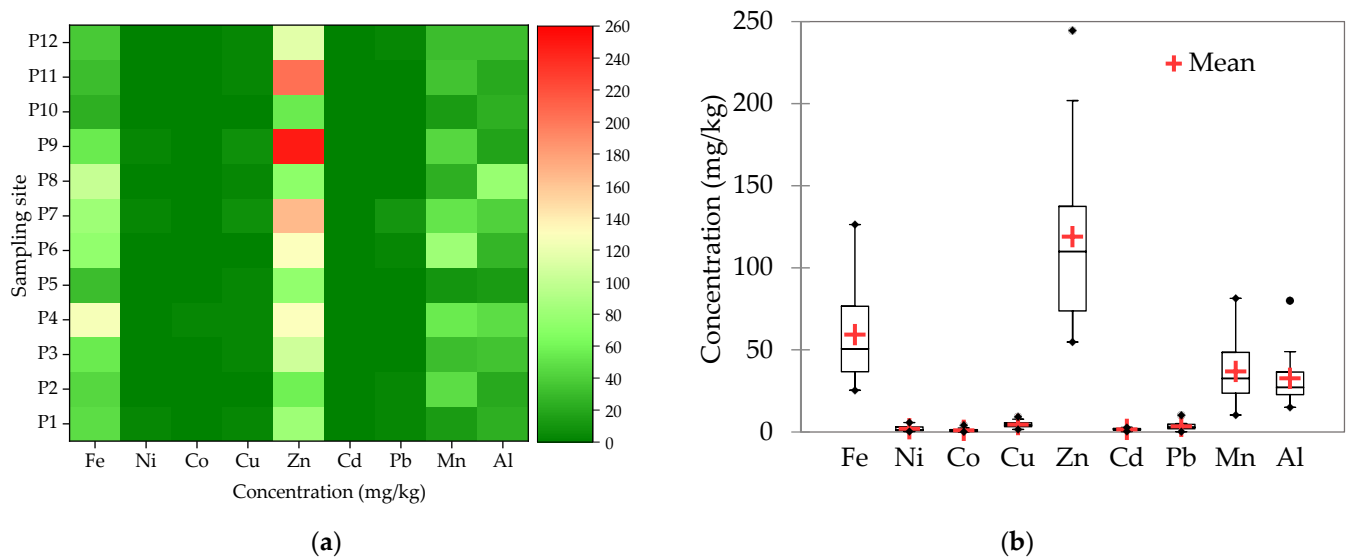 Sampling site
P12
P11
P10
P9
P8
P7
P6
P5
P4
P3
P2
P1
Fe Ni Co Cu Zn Cd Pb Mn Al
Concentration (mg/kg)
260
240
220
200
180
160
140
120
100
80
60
40
20
0
(a)
Concentration (mg/kg)
250
200
150
100
50
0
Mean
Fe Ni Co Cu Zn Cd Pb Mn Al
(b)